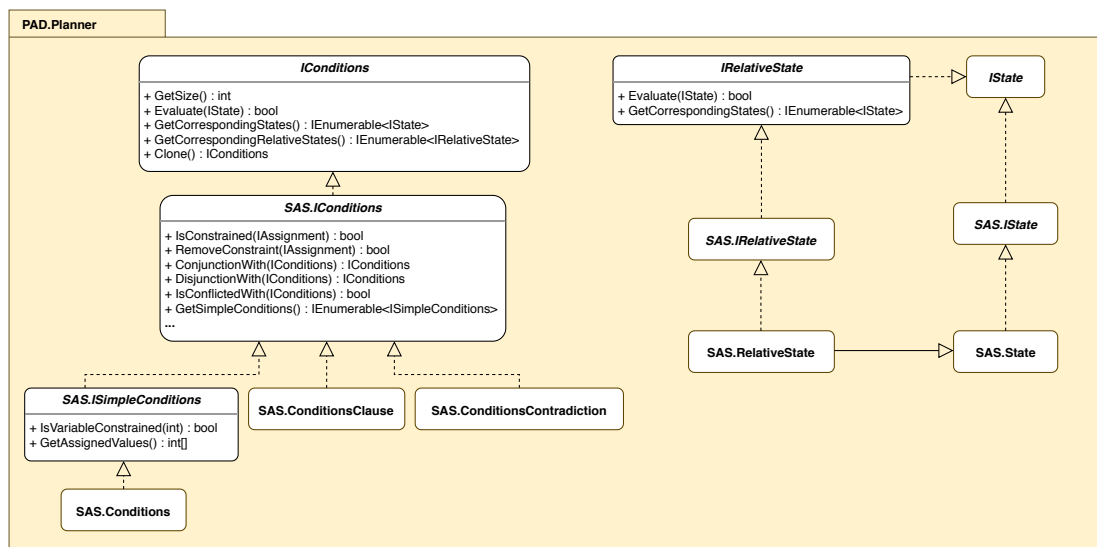 PAD.Planner
IConditions
+ GetSize() : int
+ Evaluate(IState) : bool
+ GetCorrespondingStates() : IEnumerable<IState>
+ GetCorrespondingRelativeStates() : IEnumerable<IRelativeState>
+ Clone() : IConditions
SAS.IConditions
+ IsConstrained(IAssignment) : bool
+ RemoveConstraint(IAssignment) : bool
+ ConjunctionWith(IConditions) : IConditions
+ DisjunctionWith(IConditions) : IConditions
+ IsConflictedWith(IConditions) : bool
+ GetSimpleConditions() : IEnumerable<ISimpleConditions>
...
SAS.ISimpleConditions
+ IsVariableConstrained(int) : bool
+ GetAssignedValues() : int[]
SAS.ConditionsClause
SAS.ConditionsContradiction
SAS.Conditions
IRelativeState
+ Evaluate(IState) : bool
+ GetCorrespondingStates() : IEnumerable<IState>
IState
SAS.IRelativeState
SAS.IState
SAS.RelativeState
SAS.State